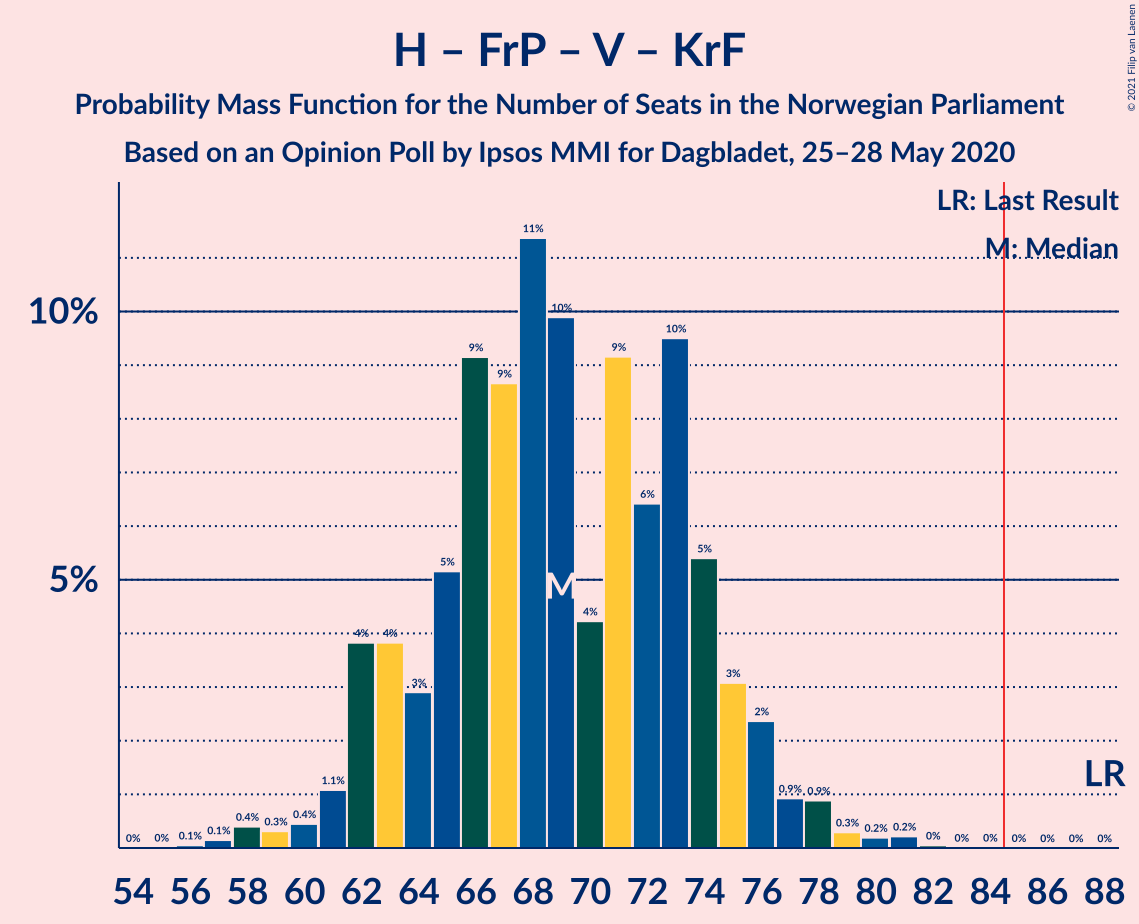 H – FrP – V – KrF
Probability Mass Function for the Number of Seats in the Norwegian Parliament
Based on an Opinion Poll by Ipsos MMI for Dagbladet, 25–28 May 2020
© 2021 Filip van Laenen
LR: Last Result
M: Median
10%
5%
0% 0% 0.1% 0.1% 0.4% 0.3% 0.4% 1.1% 4% 4% 3% 5% 9% 9% 11% 10% 4% 9% 6% 10% 5% 3% 2% 0.9% 0.9% 0.3% 0.2% 0.2% 0% 0% 0% 0% 0% 0% 0%
M
LR
54 56 58 60 62 64 66 68 70 72 74 76 78 80 82 84 86 88